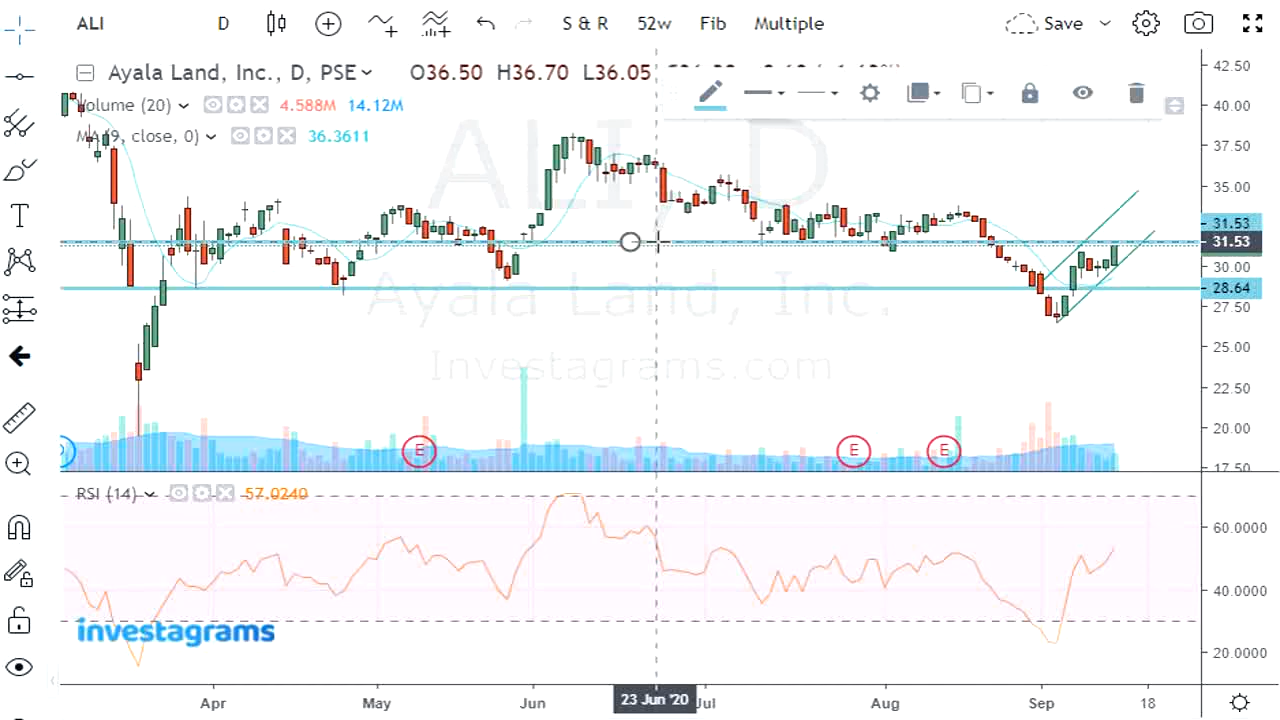 ALI D S & R 52w Fib Multiple Save
Ayala Land, Inc., D, PSE O36.50 H36.70 L36.05
Volume (20) 4.588M 14.12M
MA (9, close, 0) 36.3611
ALI, D
Ayala Land, Inc.
Investagrams.com
42.50
40.00
37.50
35.00
31.53
31.53
30.00
28.64
27.50
25.00
22.50
20.00
17.50
E E E
RSI (14) 57.0240
60.0000
40.0000
20.0000
investagrams
Apr May Jun 23 Jun '20 Jul Aug Sep 18